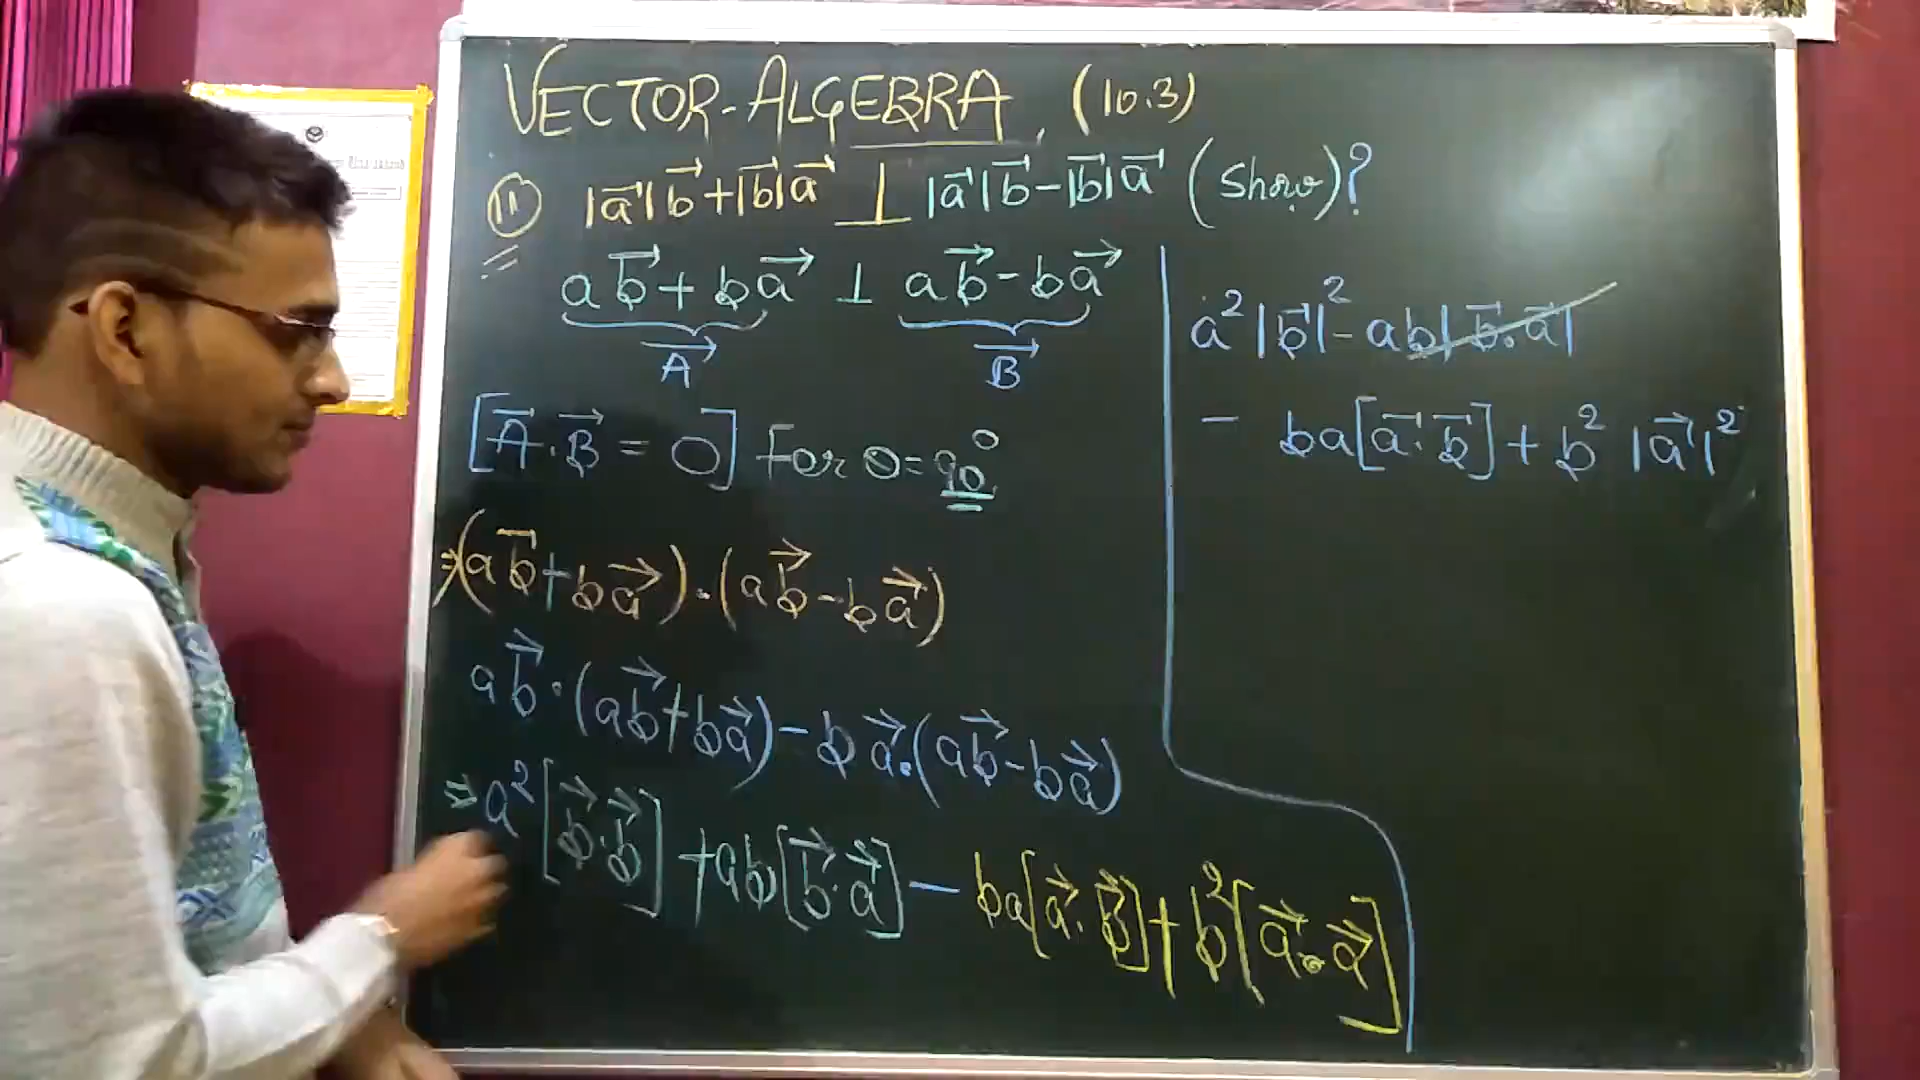 VECTOR-ALGEBRA, (10.3)
(11) |a⃗|b⃗+|b⃗|a⃗ ⊥ |a⃗|b⃗-|b⃗|a⃗ (Show)?
ab⃗+ba⃗ ⊥ ab⃗-ba⃗
A⃗ B⃗
[A⃗.B⃗ = 0] For θ=90°
⇒(ab⃗+ba⃗).(ab⃗-ba⃗)
ab⃗.(ab⃗+ba⃗)-ba⃗.(ab⃗-ba⃗)
⇒a²[b⃗.b⃗]+ab[b⃗.a⃗]-ba[a⃗.b⃗]+b²[a⃗.a⃗]
a²|b⃗|²-ab|b⃗.a⃗|
- ba[a⃗.b⃗]+b²|a⃗|²